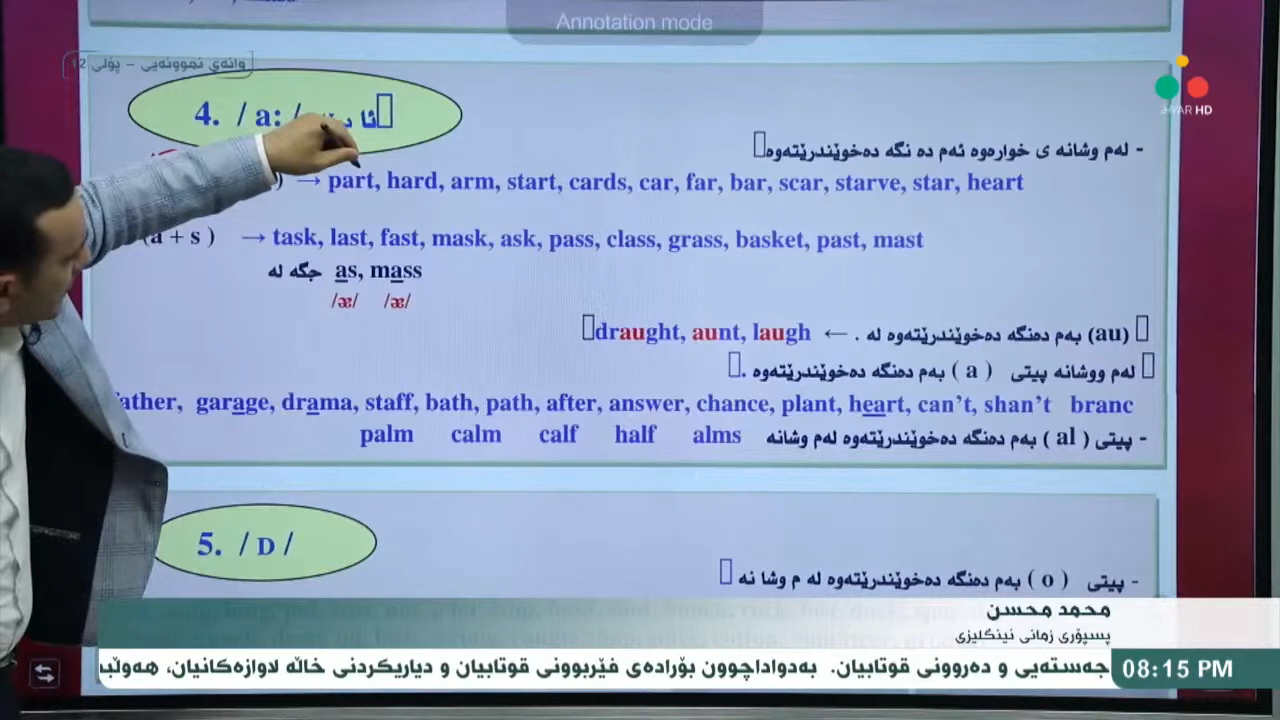 Annotation mode
وانەی نموونەیی - پۆلی 12
HD
4. / a: / ئا
- لەم وشانە ی خوارەوە ئەم دە نگە دەخوێندرێتەوە
) → part, hard, arm, start, cards, car, far, bar, scar, starve, star, heart
(a + s ) → task, last, fast, mask, ask, pass, class, grass, basket, past, mast
جگە لە as, mass
/æ/ /æ/
(au) بەم دەنگە دەخوێندرێتەوە لە . ← draught, aunt, laugh
لەم ووشانە پیتی ( a ) بەم دەنگە دەخوێندرێتەوە .
ather, garage, drama, staff, bath, path, after, answer, chance, plant, heart, can't, shan't branc
- پیتی ( al ) بەم دەنگە دەخوێندرێتەوە لەم وشانە palm calm calf half alms
5. / D /
- پیتی ( o ) بەم دەنگە دەخوێندرێتەوە لە م وشا نە
محمد محسن
پسپۆری زمانی ئینگلیزی
جەستەیی و دەروونی قوتابیان. بەدواداچوون بۆرادەی فێربوونی قوتابیان و دیاریکردنی خاڵە لاوازەکانیان، هەوڵبد
08:15 PM